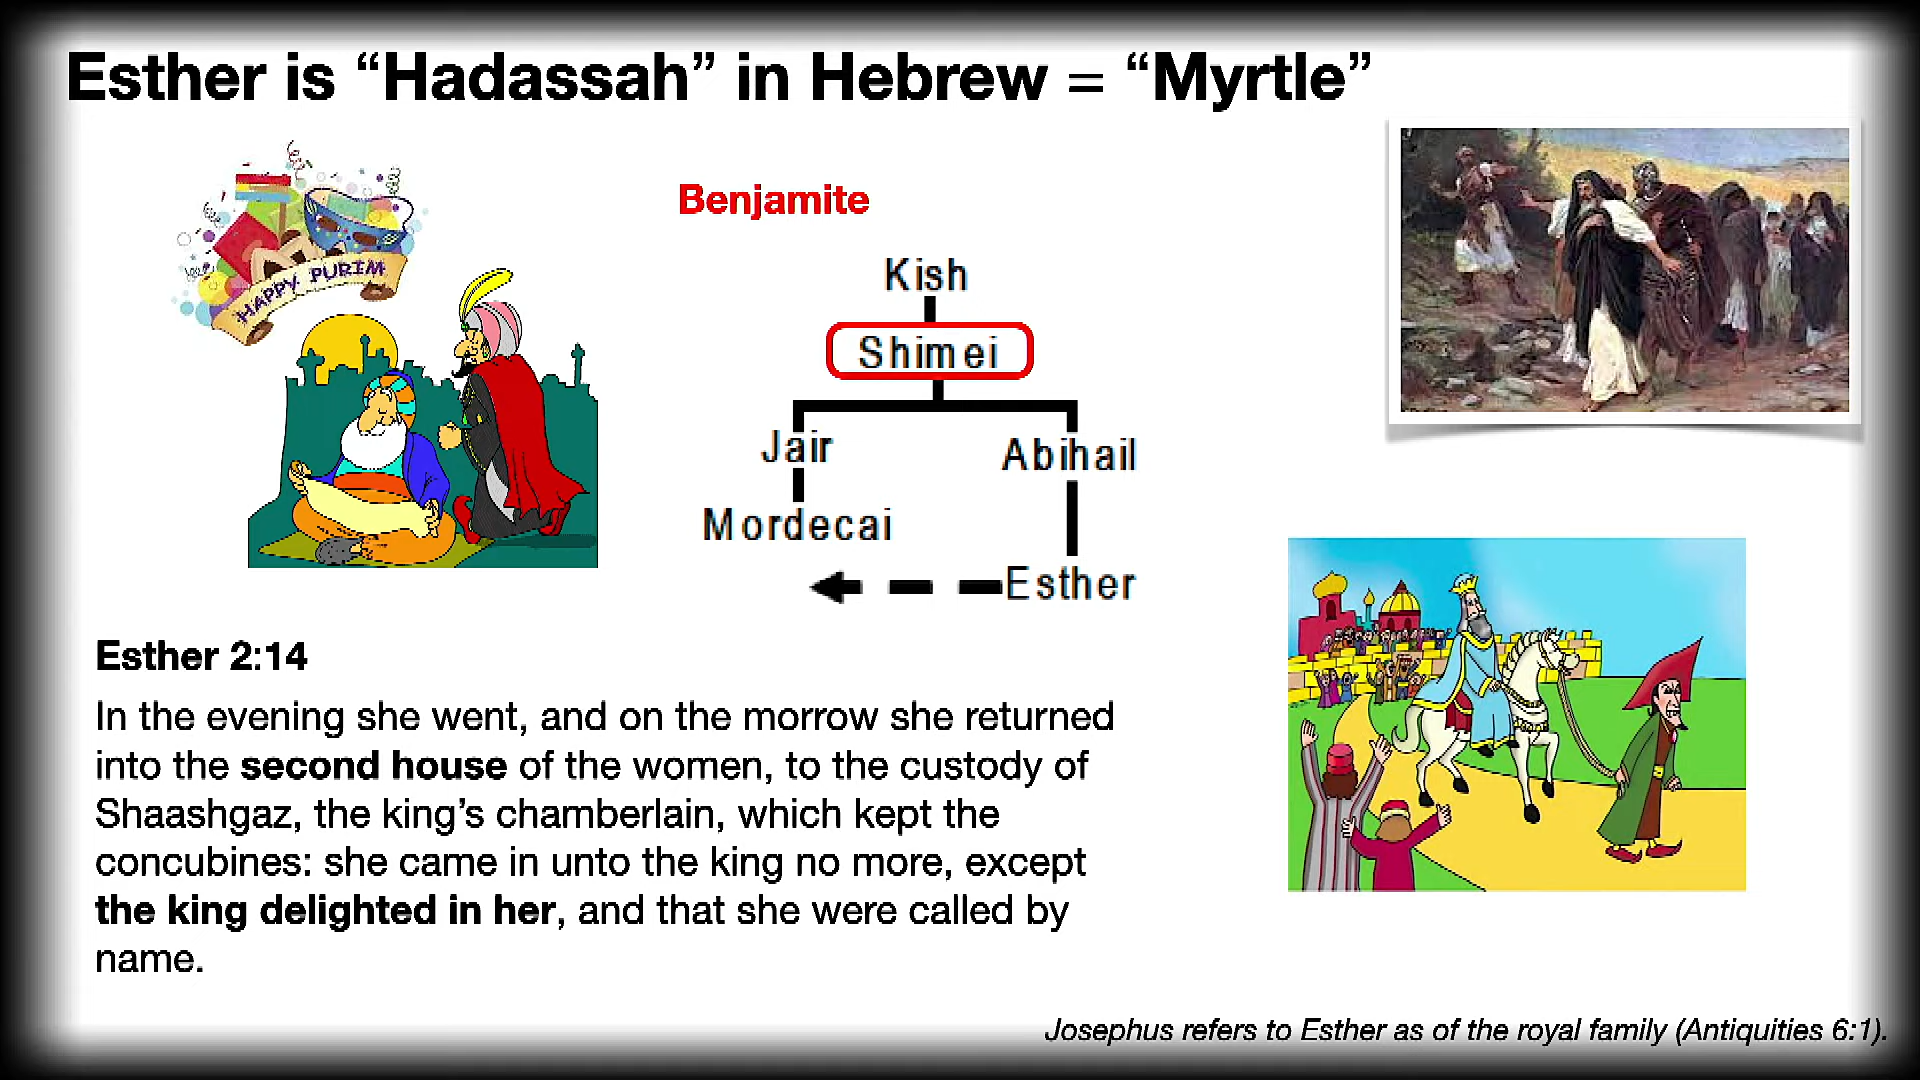 Esther is “Hadassah” in Hebrew = “Myrtle”
HAPPY PURIM
Benjamite
Kish
Shimei
Jair
Abihail
Mordecai
Esther
Esther 2:14
In the evening she went, and on the morrow she returned
into the second house of the women, to the custody of
Shaashgaz, the king’s chamberlain, which kept the
concubines: she came in unto the king no more, except
the king delighted in her, and that she were called by
name.
Josephus refers to Esther as of the royal family (Antiquities 6:1).